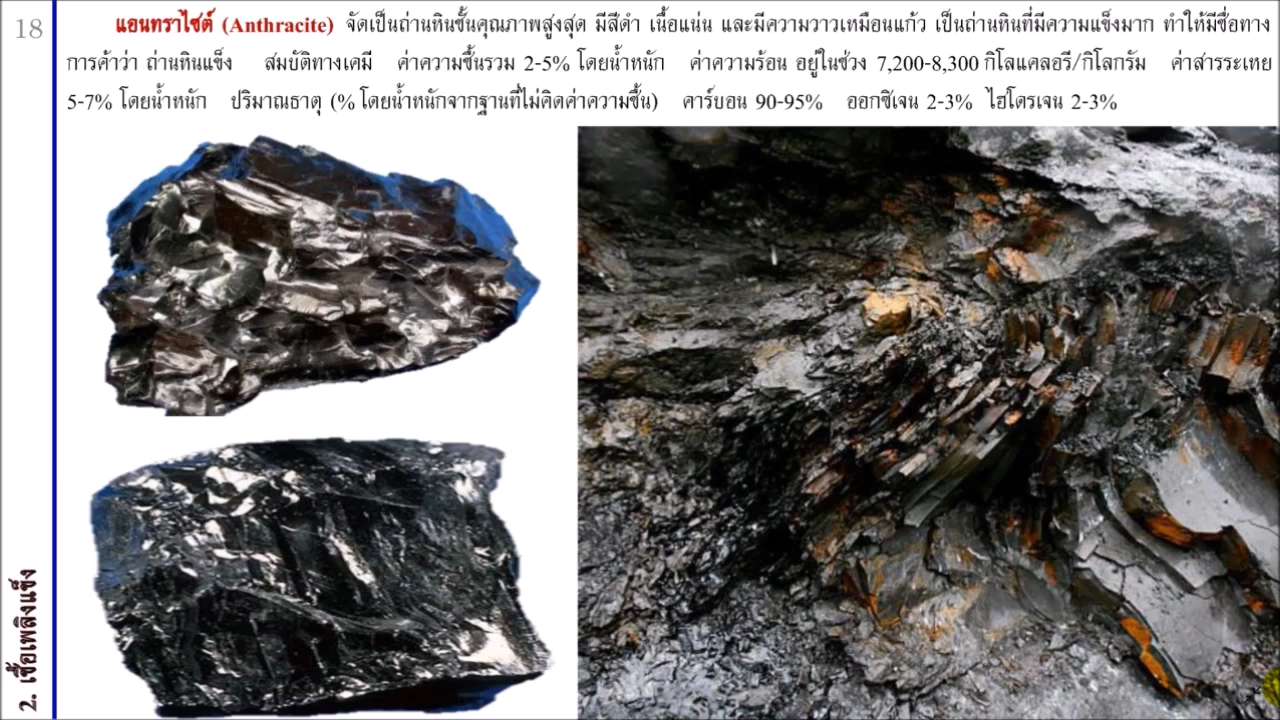 18
แอนทราไซต์ (Anthracite) จัดเป็นถ่านหินชั้นคุณภาพสูงสุด มีสีดำ เนื้อแน่น และมีความวาวเหมือนแก้ว เป็นถ่านหินที่มีความแข็งมาก ทำให้มีชื่อทาง
การค้าว่า ถ่านหินแข็ง สมบัติทางเคมี ค่าความชื้นรวม 2-5% โดยน้ำหนัก ค่าความร้อน อยู่ในช่วง 7,200-8,300 กิโลแคลอรี/กิโลกรัม ค่าสารระเหย
5-7% โดยน้ำหนัก ปริมาณธาตุ (% โดยน้ำหนักจากฐานที่ไม่คิดค่าความชื้น) คาร์บอน 90-95% ออกซิเจน 2-3% ไฮโดรเจน 2-3%
2. เชื้อเพลิงแข็ง